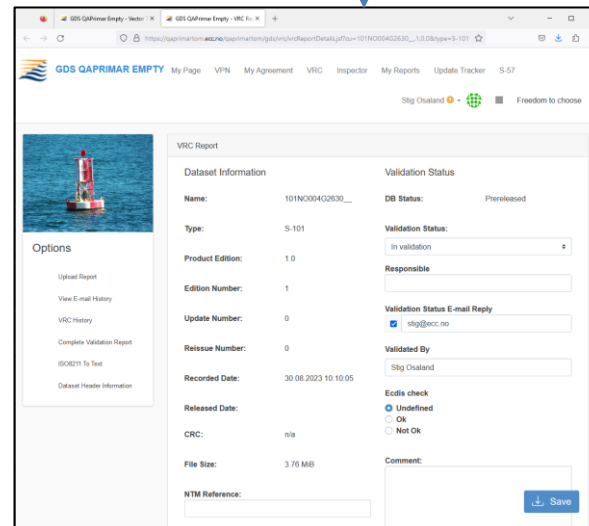 GDS QAPrimar Empty - Vector
GDS QAPrimar Empty - VRC Re
https://qaprimartom.ecc.no/qaprimartom/gds/vrc/vrcReportDetails.jsf?cu=101NO004G2630__.1.0.0&type=S-101
GDS QAPRIMAR EMPTY
My Page VPN My Agreement VRC Inspector My Reports Update Tracker S-57
Stig Osaland
Freedom to choose
Options
Upload Report
View E-mail History
VRC History
Complete Validation Report
ISO8211 To Text
Dataset Header Information
VRC Report
Dataset Information
Name: 101NO004G2630__
Type: S-101
Product Edition: 1.0
Edition Number: 1
Update Number: 0
Reissue Number: 0
Recorded Date: 30.08.2023 10:10:05
Released Date:
CRC: n/a
File Size: 3.76 MiB
NTM Reference:
Validation Status
DB Status: Prereleased
Validation Status:
In validation
Responsible
Validation Status E-mail Reply
stig@ecc.no
Validated By
Stig Osaland
Ecdis check
Undefined
Ok
Not Ok
Comment:
Save